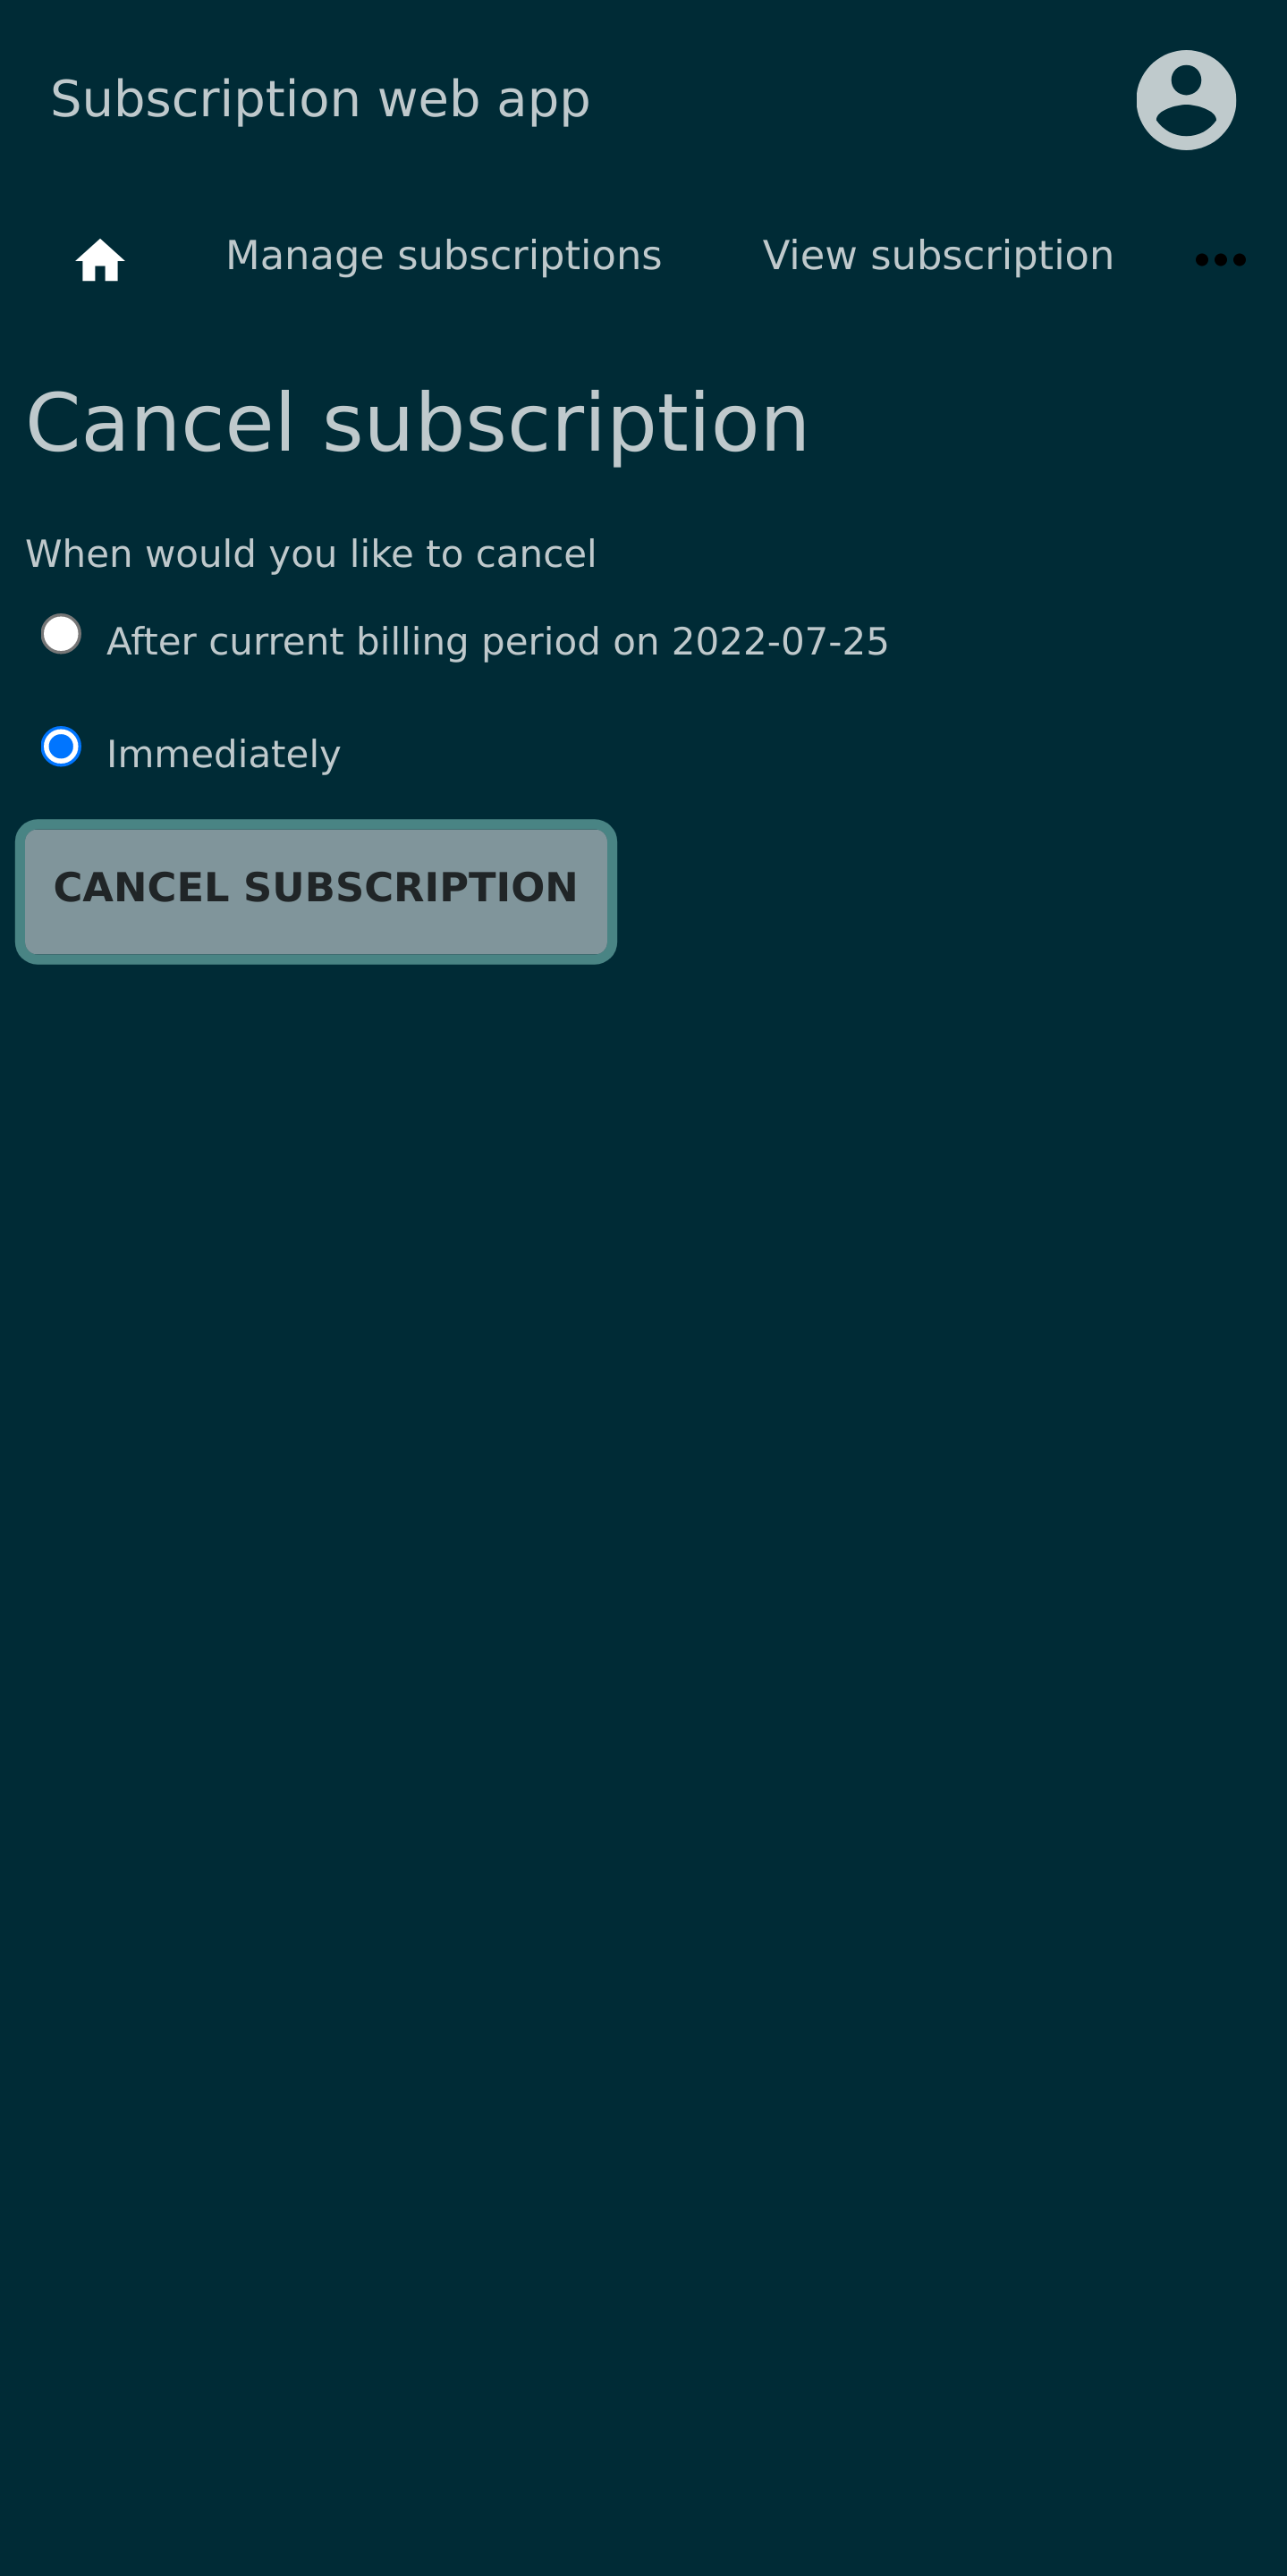 Subscription web app
Manage subscriptions View subscription
Cancel subscription
When would you like to cancel
After current billing period on 2022-07-25
Immediately
CANCEL SUBSCRIPTION